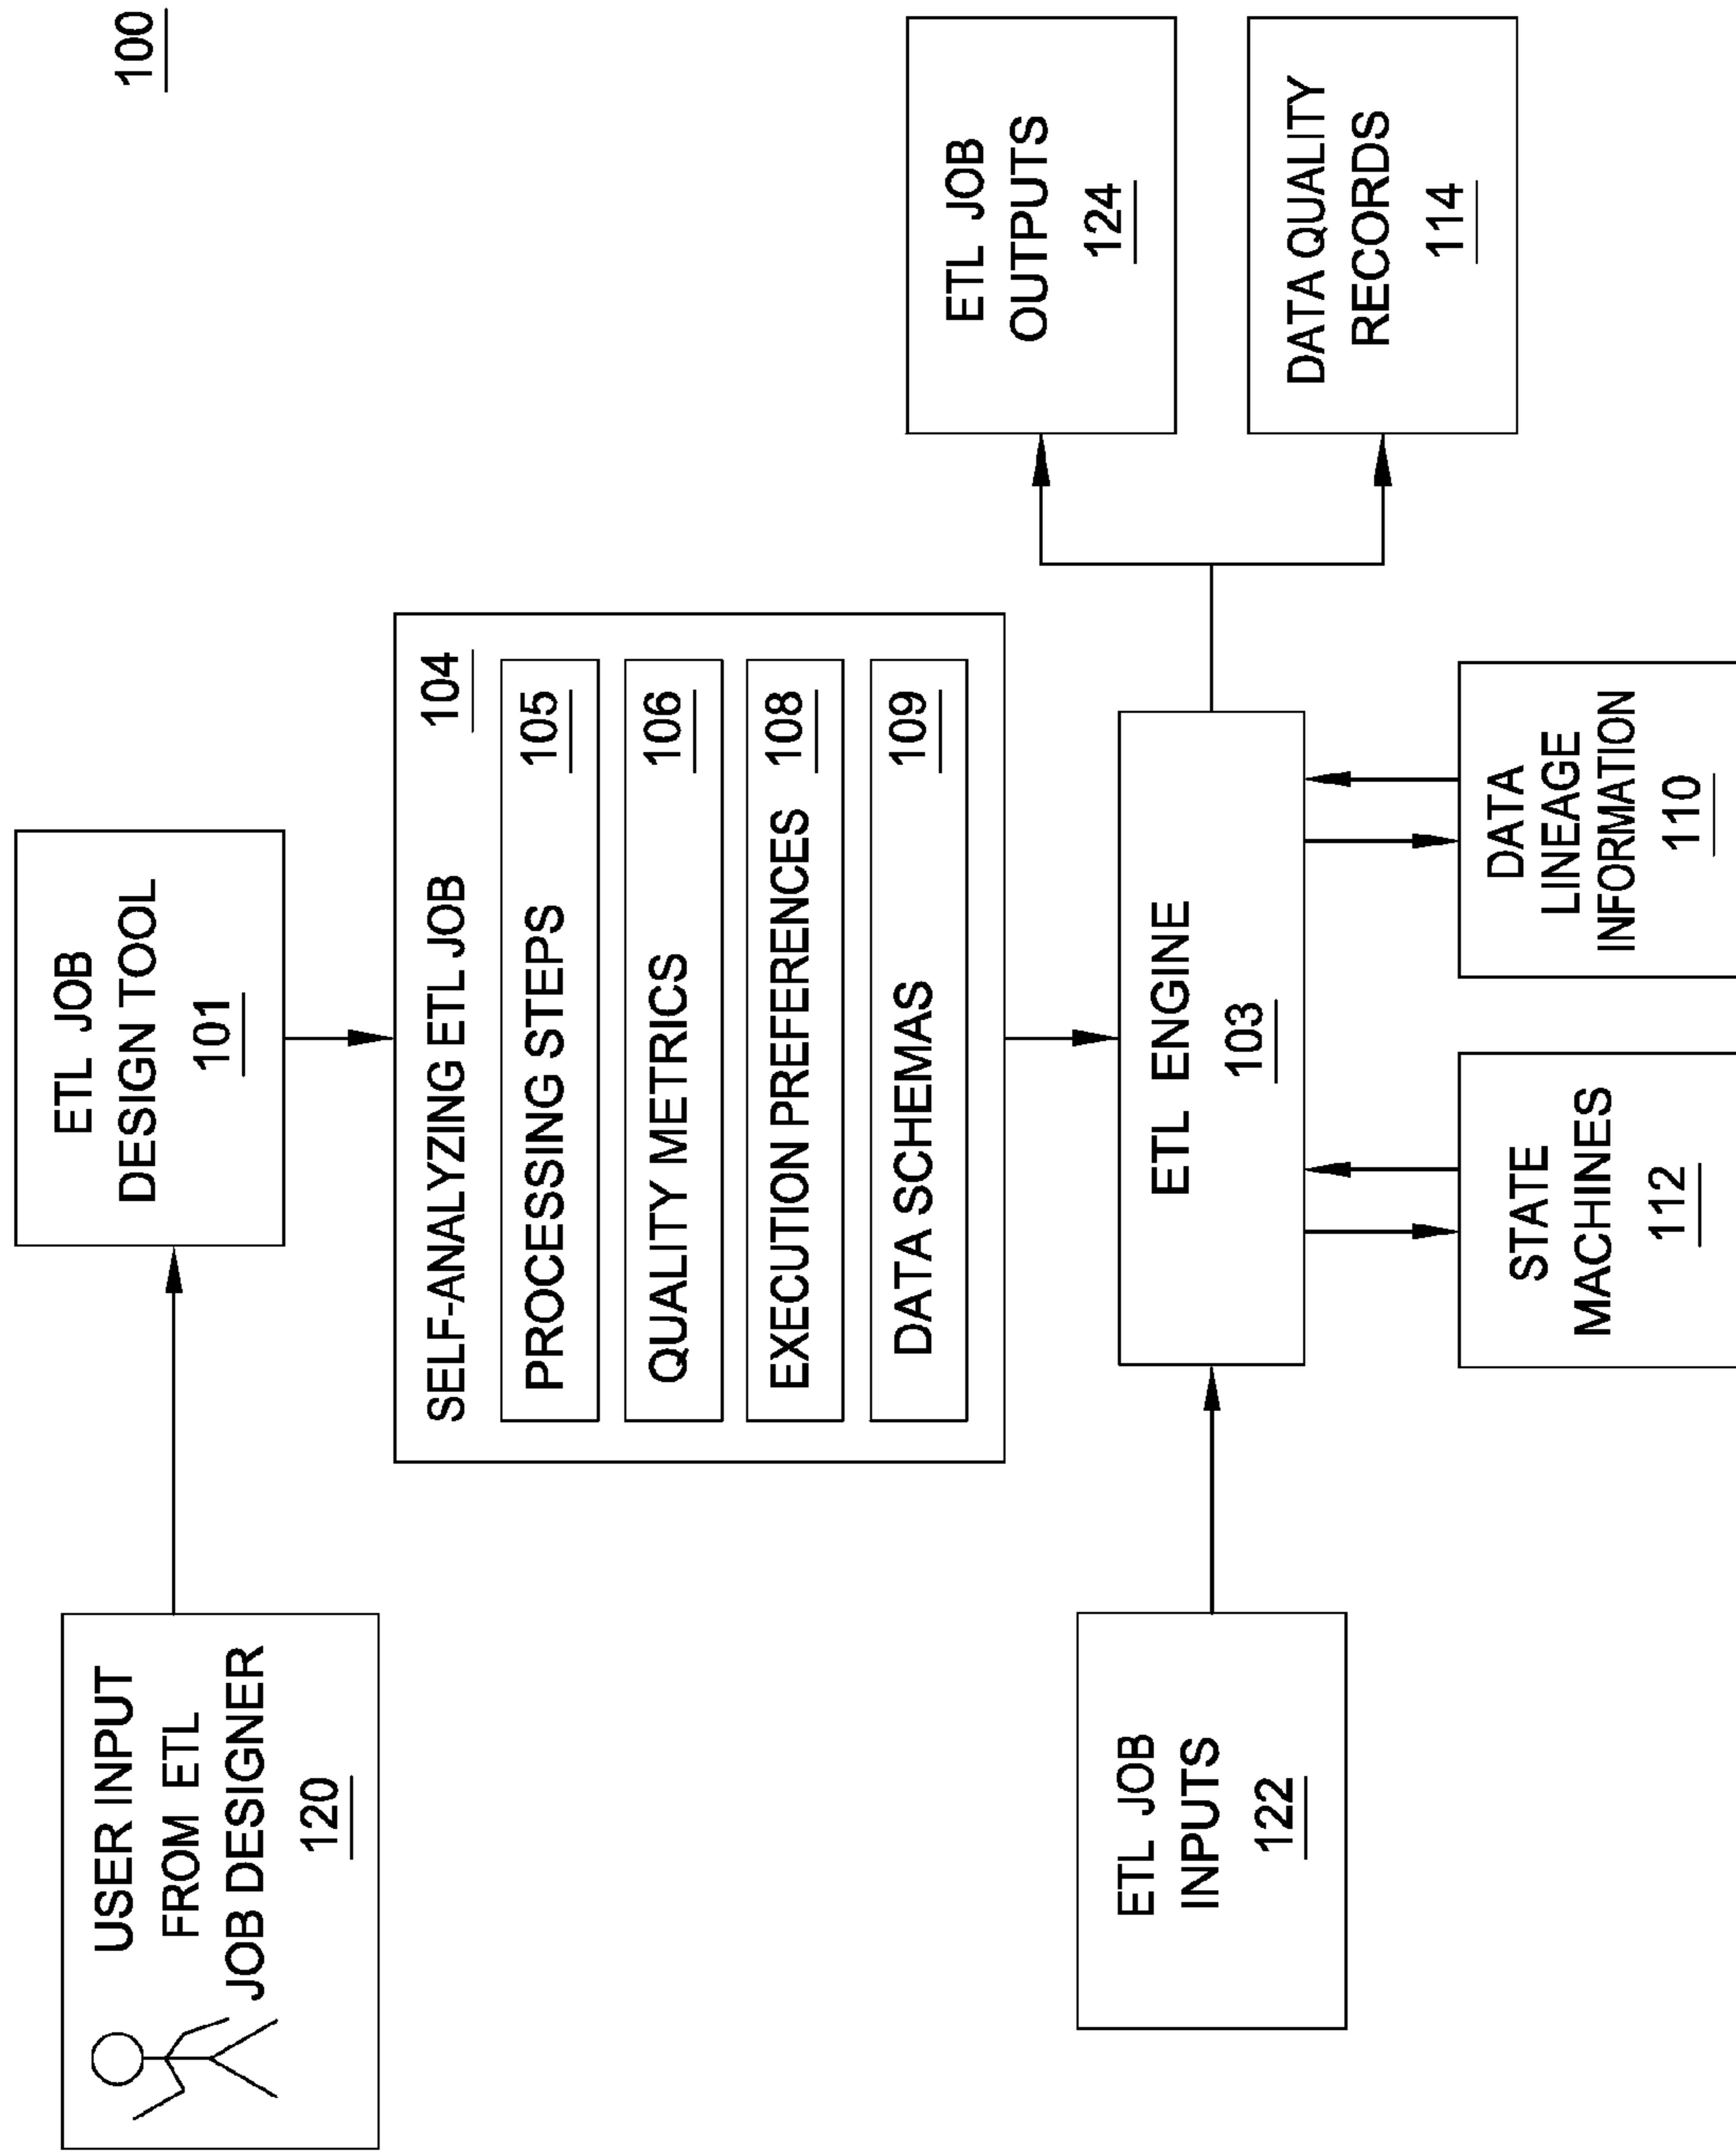 100
USER INPUT
FROM ETL
JOB DESIGNER
120
ETL JOB
DESIGN TOOL
101
SELF-ANALYZING ETL JOB
104
PROCESSING STEPS
105
QUALITY METRICS
106
EXECUTION PREFERENCES
108
DATA SCHEMAS
109
ETL JOB
INPUTS
122
ETL ENGINE
103
ETL JOB
OUTPUTS
124
DATA QUALITY
RECORDS
114
STATE
MACHINES
112
DATA
LINEAGE
INFORMATION
110